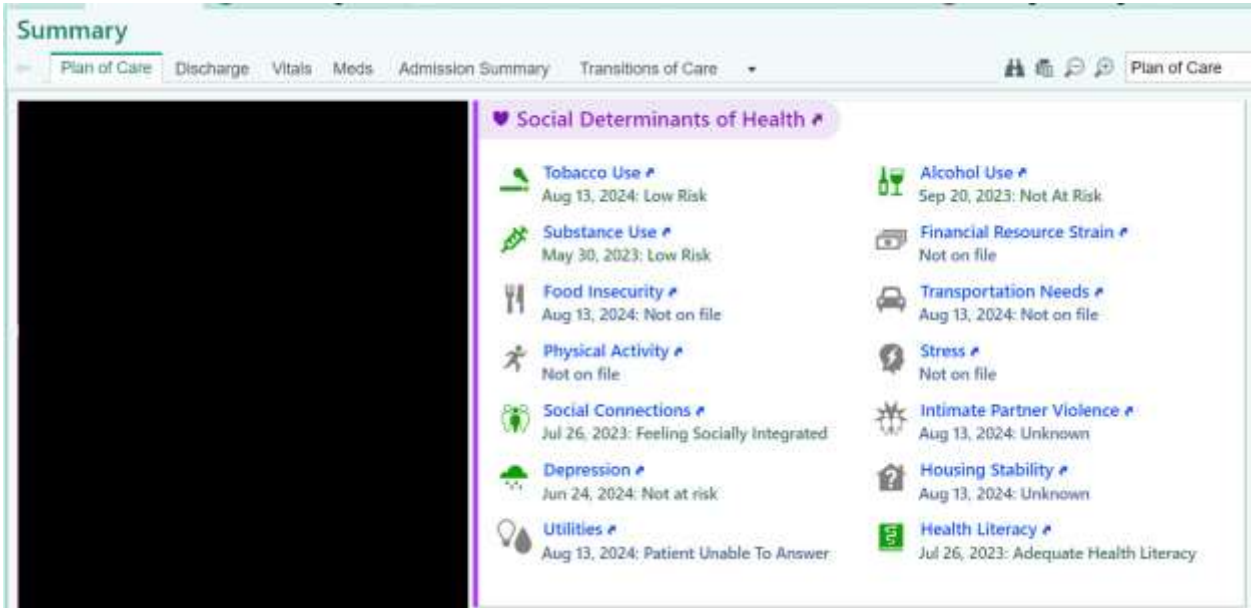 Summary
Plan of Care Discharge Vitals Meds Admission Summary Transitions of Care Plan of Care
Social Determinants of Health
Tobacco Use
Aug 13, 2024: Low Risk
Alcohol Use
Sep 20, 2023: Not At Risk
Substance Use
May 30, 2023: Low Risk
Financial Resource Strain
Not on file
Food Insecurity
Aug 13, 2024: Not on file
Transportation Needs
Aug 13, 2024: Not on file
Physical Activity
Not on file
Stress
Not on file
Social Connections
Jul 26, 2023: Feeling Socially Integrated
Intimate Partner Violence
Aug 13, 2024: Unknown
Depression
Jun 24, 2024: Not at risk
Housing Stability
Aug 13, 2024: Unknown
Utilities
Aug 13, 2024: Patient Unable To Answer
Health Literacy
Jul 26, 2023: Adequate Health Literacy